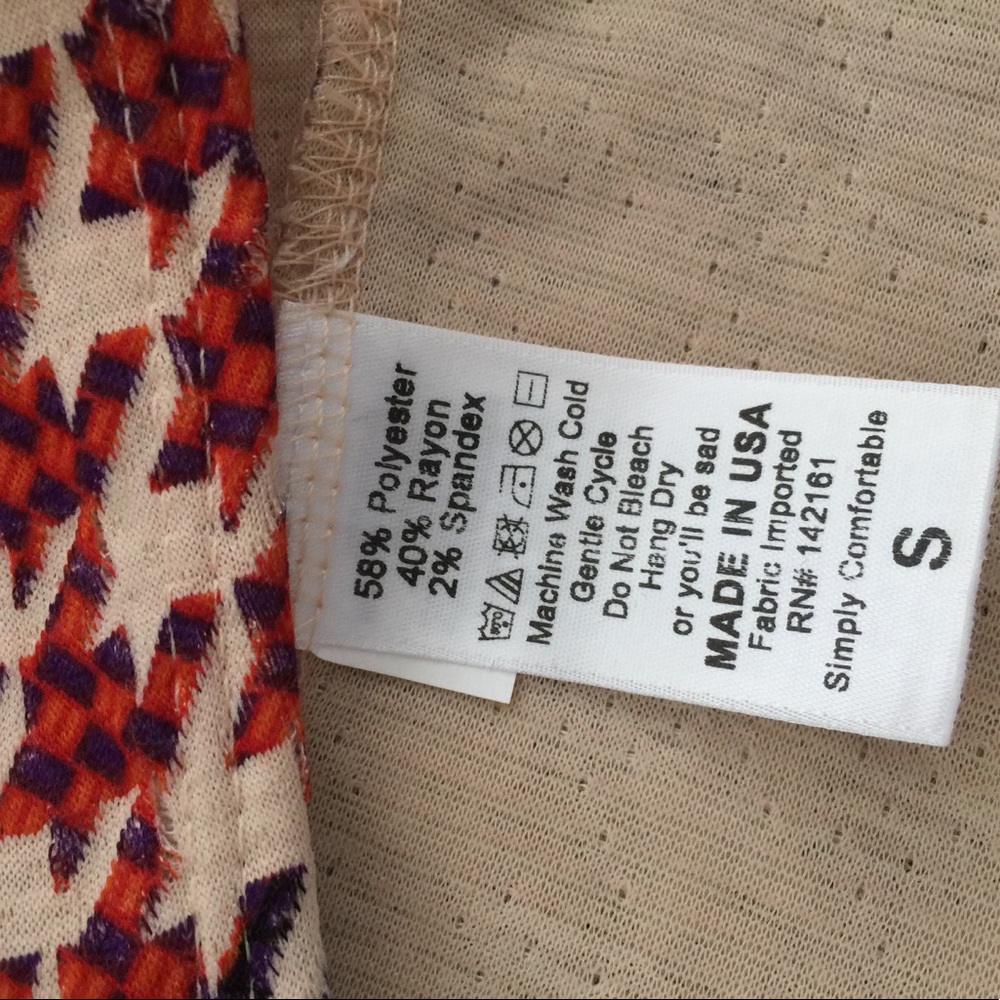 58% Polyester
40% Rayon
2% Spandex
Machine Wash Cold
Gentle Cycle
Do Not Bleach
Hang Dry
or you'll be sad
MADE IN USA
Fabric Imported
RN# 142161
Simply Comfortable
S